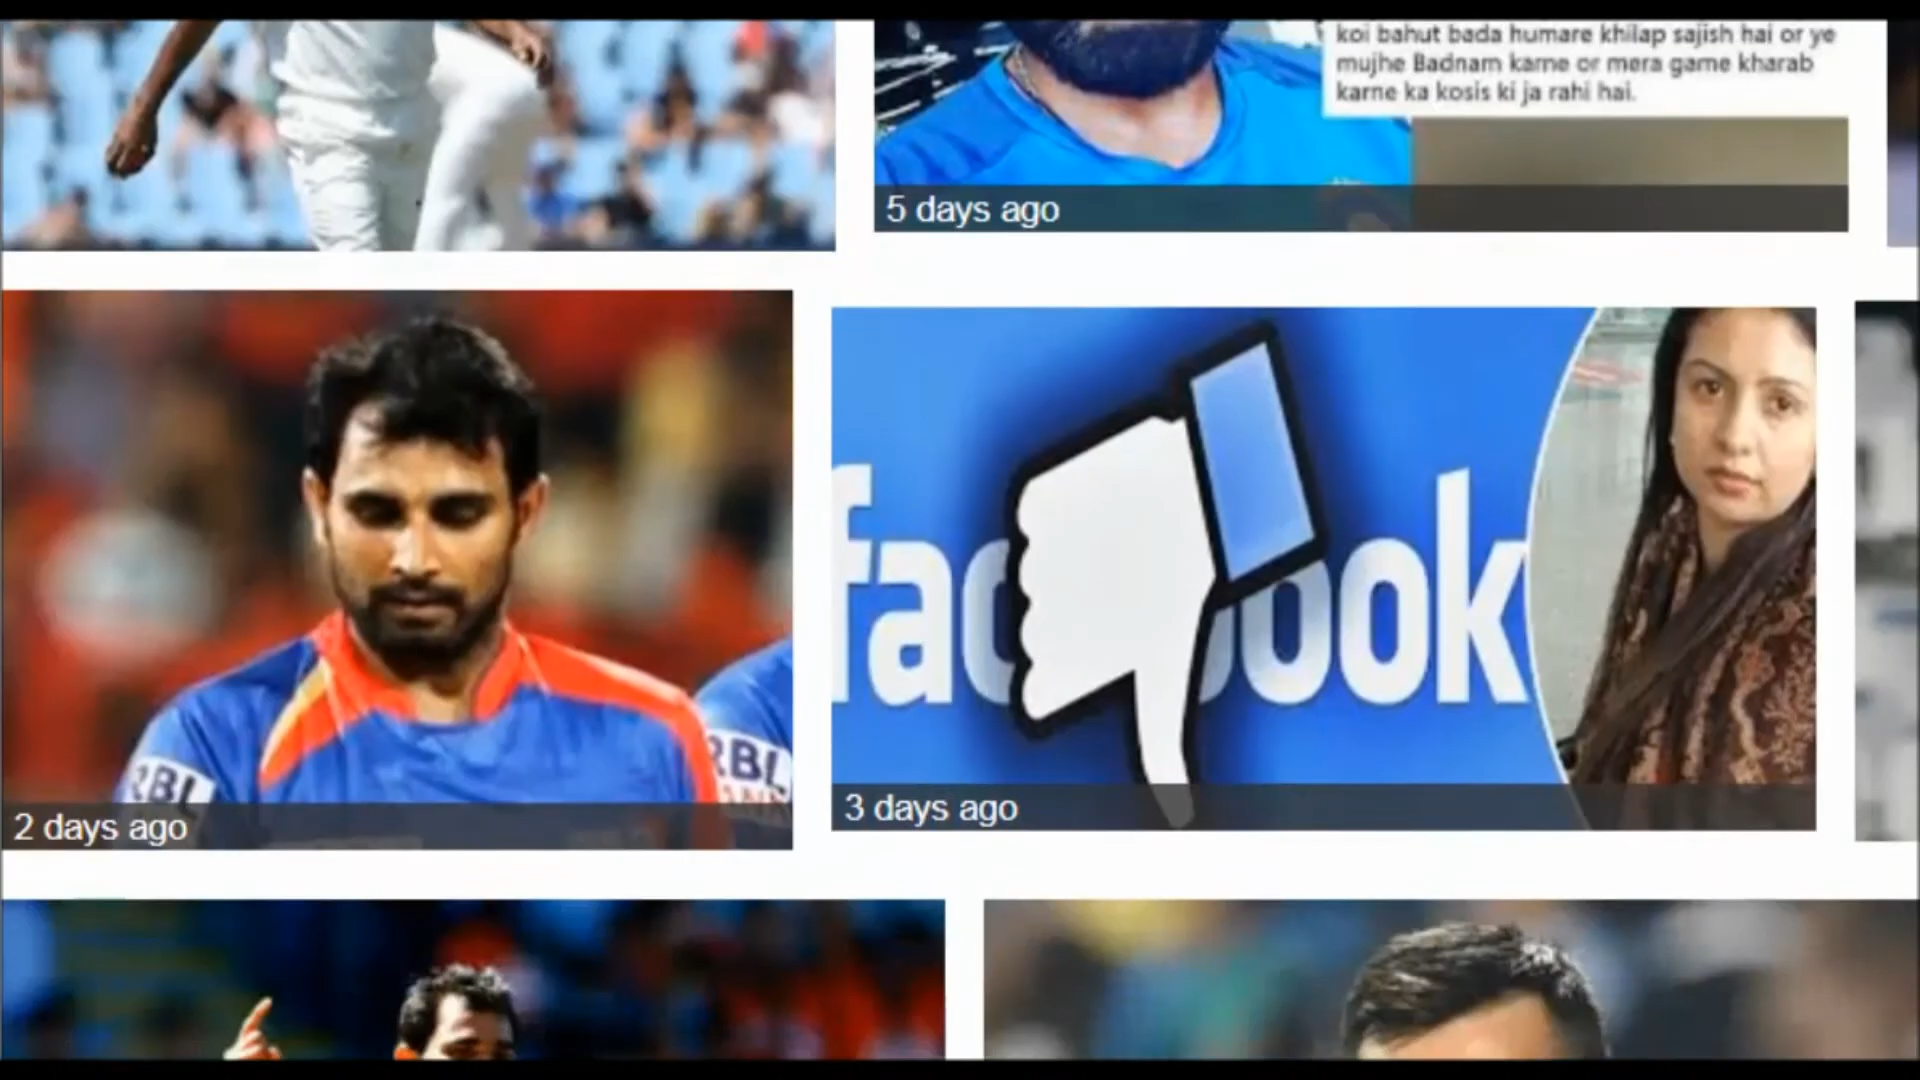 koi bahut bada humare khilap sajish hai or ye
mujhe Badnam karne or mera game kharab
karne ka kosis ki ja rahi hai.
5 days ago
RBL
RBL
2 days ago
fac ook
3 days ago